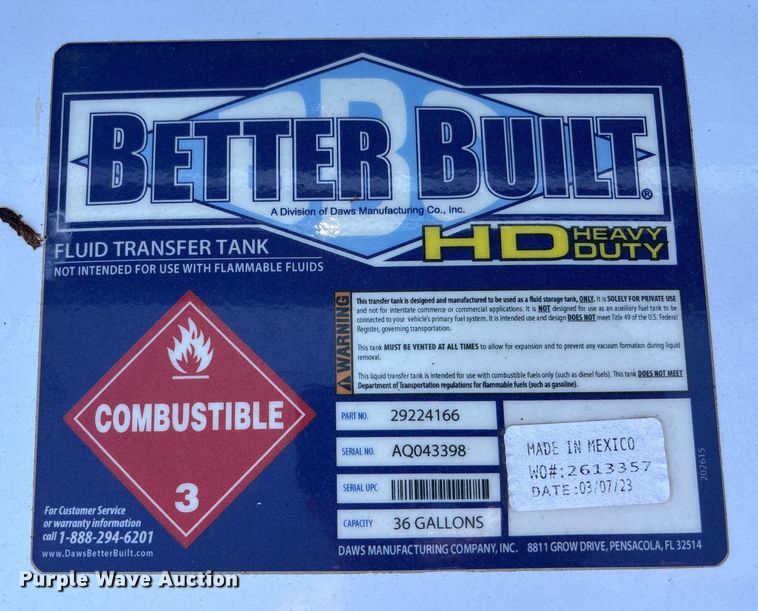 BBO
BETTER BUILT®
A Division of Daws Manufacturing Co., Inc.
HD HEAVY DUTY
FLUID TRANSFER TANK
NOT INTENDED FOR USE WITH FLAMMABLE FLUIDS
WARNING
This transfer tank is designed and manufactured to be used as a fluid storage tank, ONLY. It is SOLELY FOR PRIVATE USE
and not for interstate commerce or commercial applications. It is NOT designed for use as an auxiliary fuel tank to be
connected to your vehicle's primary fuel system. It is intended use and design DOES NOT meet Title 49 of the U.S. Federal
Register, governing transportation.
This tank MUST BE VENTED AT ALL TIMES to allow for expansion and to prevent any vacuum formation during liquid
removal.
This liquid transfer tank is intended for use with combustible fuels only (such as diesel fuels). This tank DOES NOT MEET
Department of Transportation regulations for flammable fuels (such as gasoline).
COMBUSTIBLE
3
PART NO. 29224166
SERIAL NO. AQ043398
SERIAL UPC
CAPACITY 36 GALLONS
MADE IN MEXICO
WO#:2613357
DATE:03/07/23
202615
For Customer Service
or warranty information
call 1-888-294-6201
www.DawsBetterBuilt.com
DAWS MANUFACTURING COMPANY, INC. 8811 GROW DRIVE, PENSACOLA, FL 32514
Purple Wave Auction